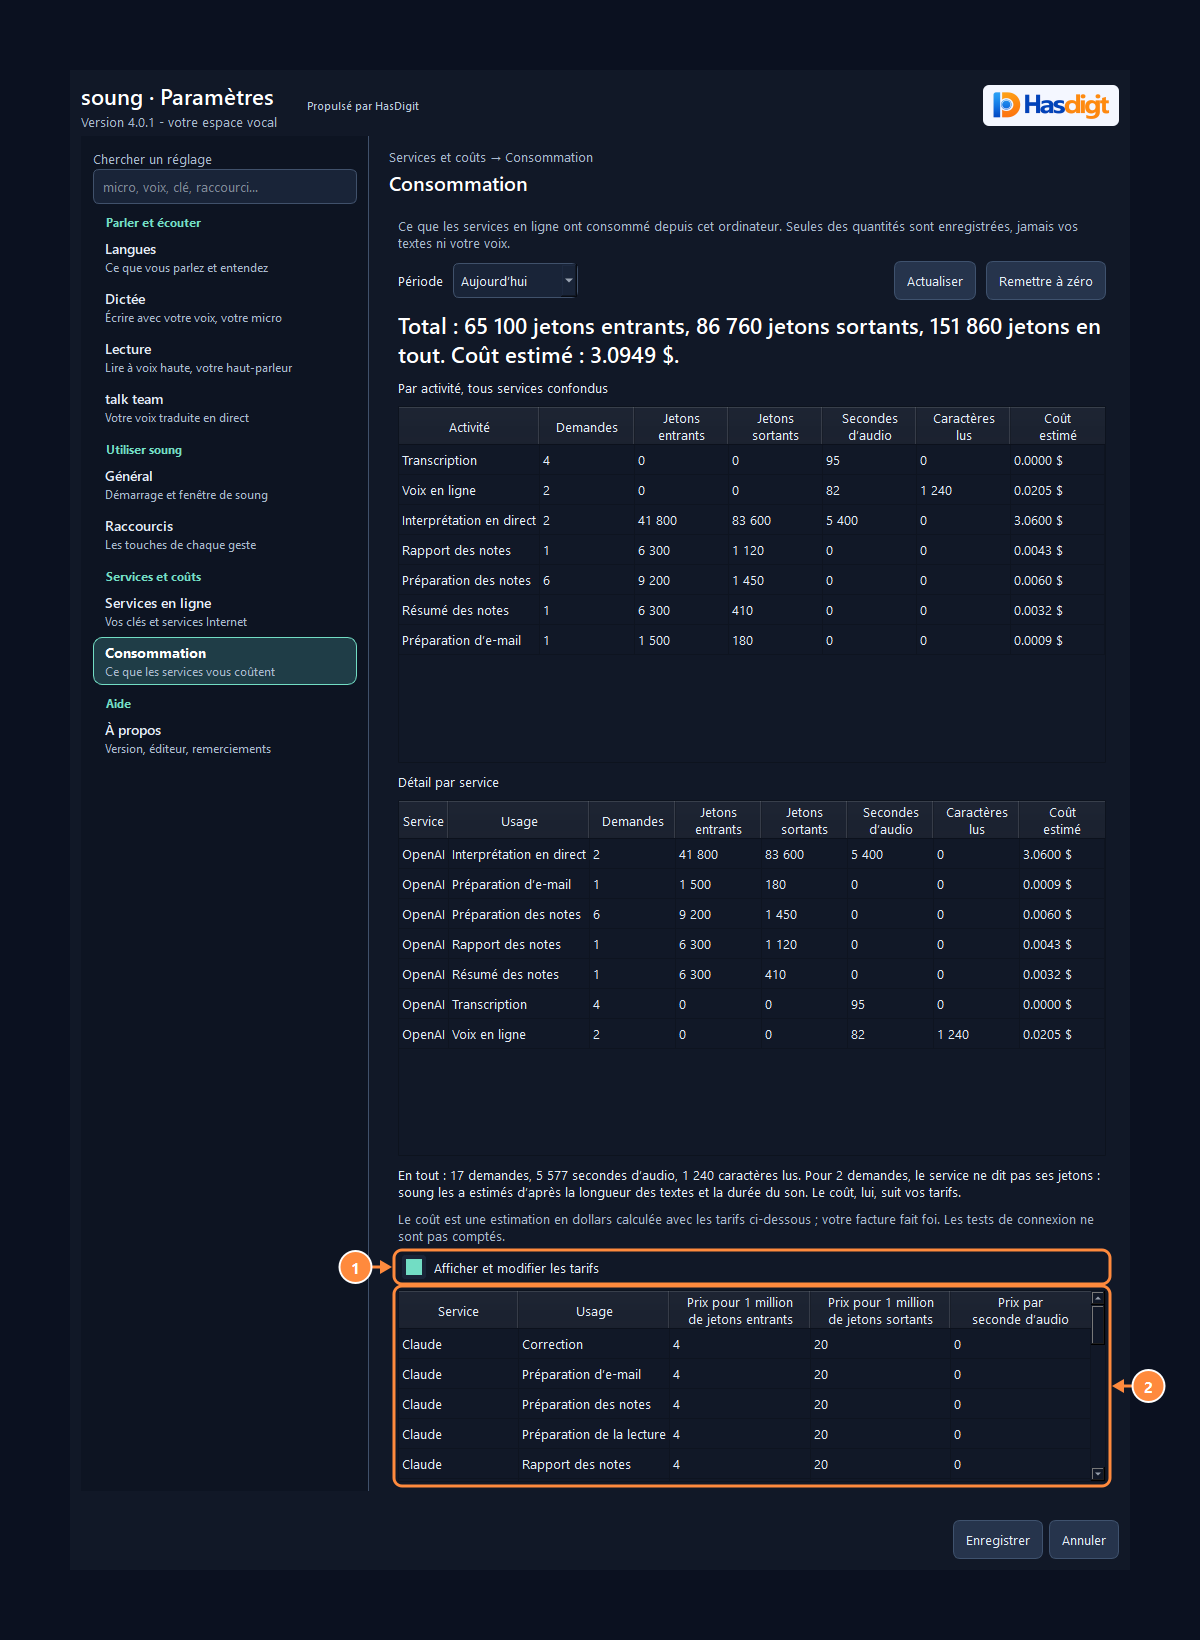 soung · Paramètres
Propulsé par HasDigit
Version 4.0.1 - votre espace vocal
Hasdigit
Chercher un réglage
micro, voix, clé, raccourci...
Parler et écouter
Langues
Ce que vous parlez et entendez
Dictée
Écrire avec votre voix, votre micro
Lecture
Lire à voix haute, votre haut-parleur
talk team
Votre voix traduite en direct
Utiliser soung
Général
Démarrage et fenêtre de soung
Raccourcis
Les touches de chaque geste
Services et coûts
Services en ligne
Vos clés et services Internet
Consommation
Ce que les services vous coûtent
Aide
À propos
Version, éditeur, remerciements
Services et coûts → Consommation
Consommation
Ce que les services en ligne ont consommé depuis cet ordinateur. Seules des quantités sont enregistrées, jamais vos
textes ni votre voix.
Période Aujourd'hui Actualiser Remettre à zéro
Total : 65 100 jetons entrants, 86 760 jetons sortants, 151 860 jetons en
tout. Coût estimé : 3.0949 $.
Par activité, tous services confondus
Activité Demandes Jetons entrants Jetons sortants Secondes d'audio Caractères lus Coût estimé
Transcription 4 0 0 95 0 0.0000 $
Voix en ligne 2 0 0 82 1 240 0.0205 $
Interprétation en direct 2 41 800 83 600 5 400 0 3.0600 $
Rapport des notes 1 6 300 1 120 0 0 0.0043 $
Préparation des notes 6 9 200 1 450 0 0 0.0060 $
Résumé des notes 1 6 300 410 0 0 0.0032 $
Préparation d'e-mail 1 1 500 180 0 0 0.0009 $
Détail par service
Service Usage Demandes Jetons entrants Jetons sortants Secondes d'audio Caractères lus Coût estimé
OpenAI Interprétation en direct 2 41 800 83 600 5 400 0 3.0600 $
OpenAI Préparation d'e-mail 1 1 500 180 0 0 0.0009 $
OpenAI Préparation des notes 6 9 200 1 450 0 0 0.0060 $
OpenAI Rapport des notes 1 6 300 1 120 0 0 0.0043 $
OpenAI Résumé des notes 1 6 300 410 0 0 0.0032 $
OpenAI Transcription 4 0 0 95 0 0.0000 $
OpenAI Voix en ligne 2 0 0 82 1 240 0.0205 $
En tout : 17 demandes, 5 577 secondes d'audio, 1 240 caractères lus. Pour 2 demandes, le service ne dit pas ses jetons :
soung les a estimés d'après la longueur des textes et la durée du son. Le coût, lui, suit vos tarifs.
Le coût est une estimation en dollars calculée avec les tarifs ci-dessous ; votre facture fait foi. Les tests de connexion ne
sont pas comptés.
1 Afficher et modifier les tarifs
Service Usage Prix pour 1 million de jetons entrants Prix pour 1 million de jetons sortants Prix par seconde d'audio
Claude Correction 4 20 0
Claude Préparation d'e-mail 4 20 0
2
Claude Préparation des notes 4 20 0
Claude Préparation de la lecture 4 20 0
Claude Rapport des notes 4 20 0
Enregistrer Annuler